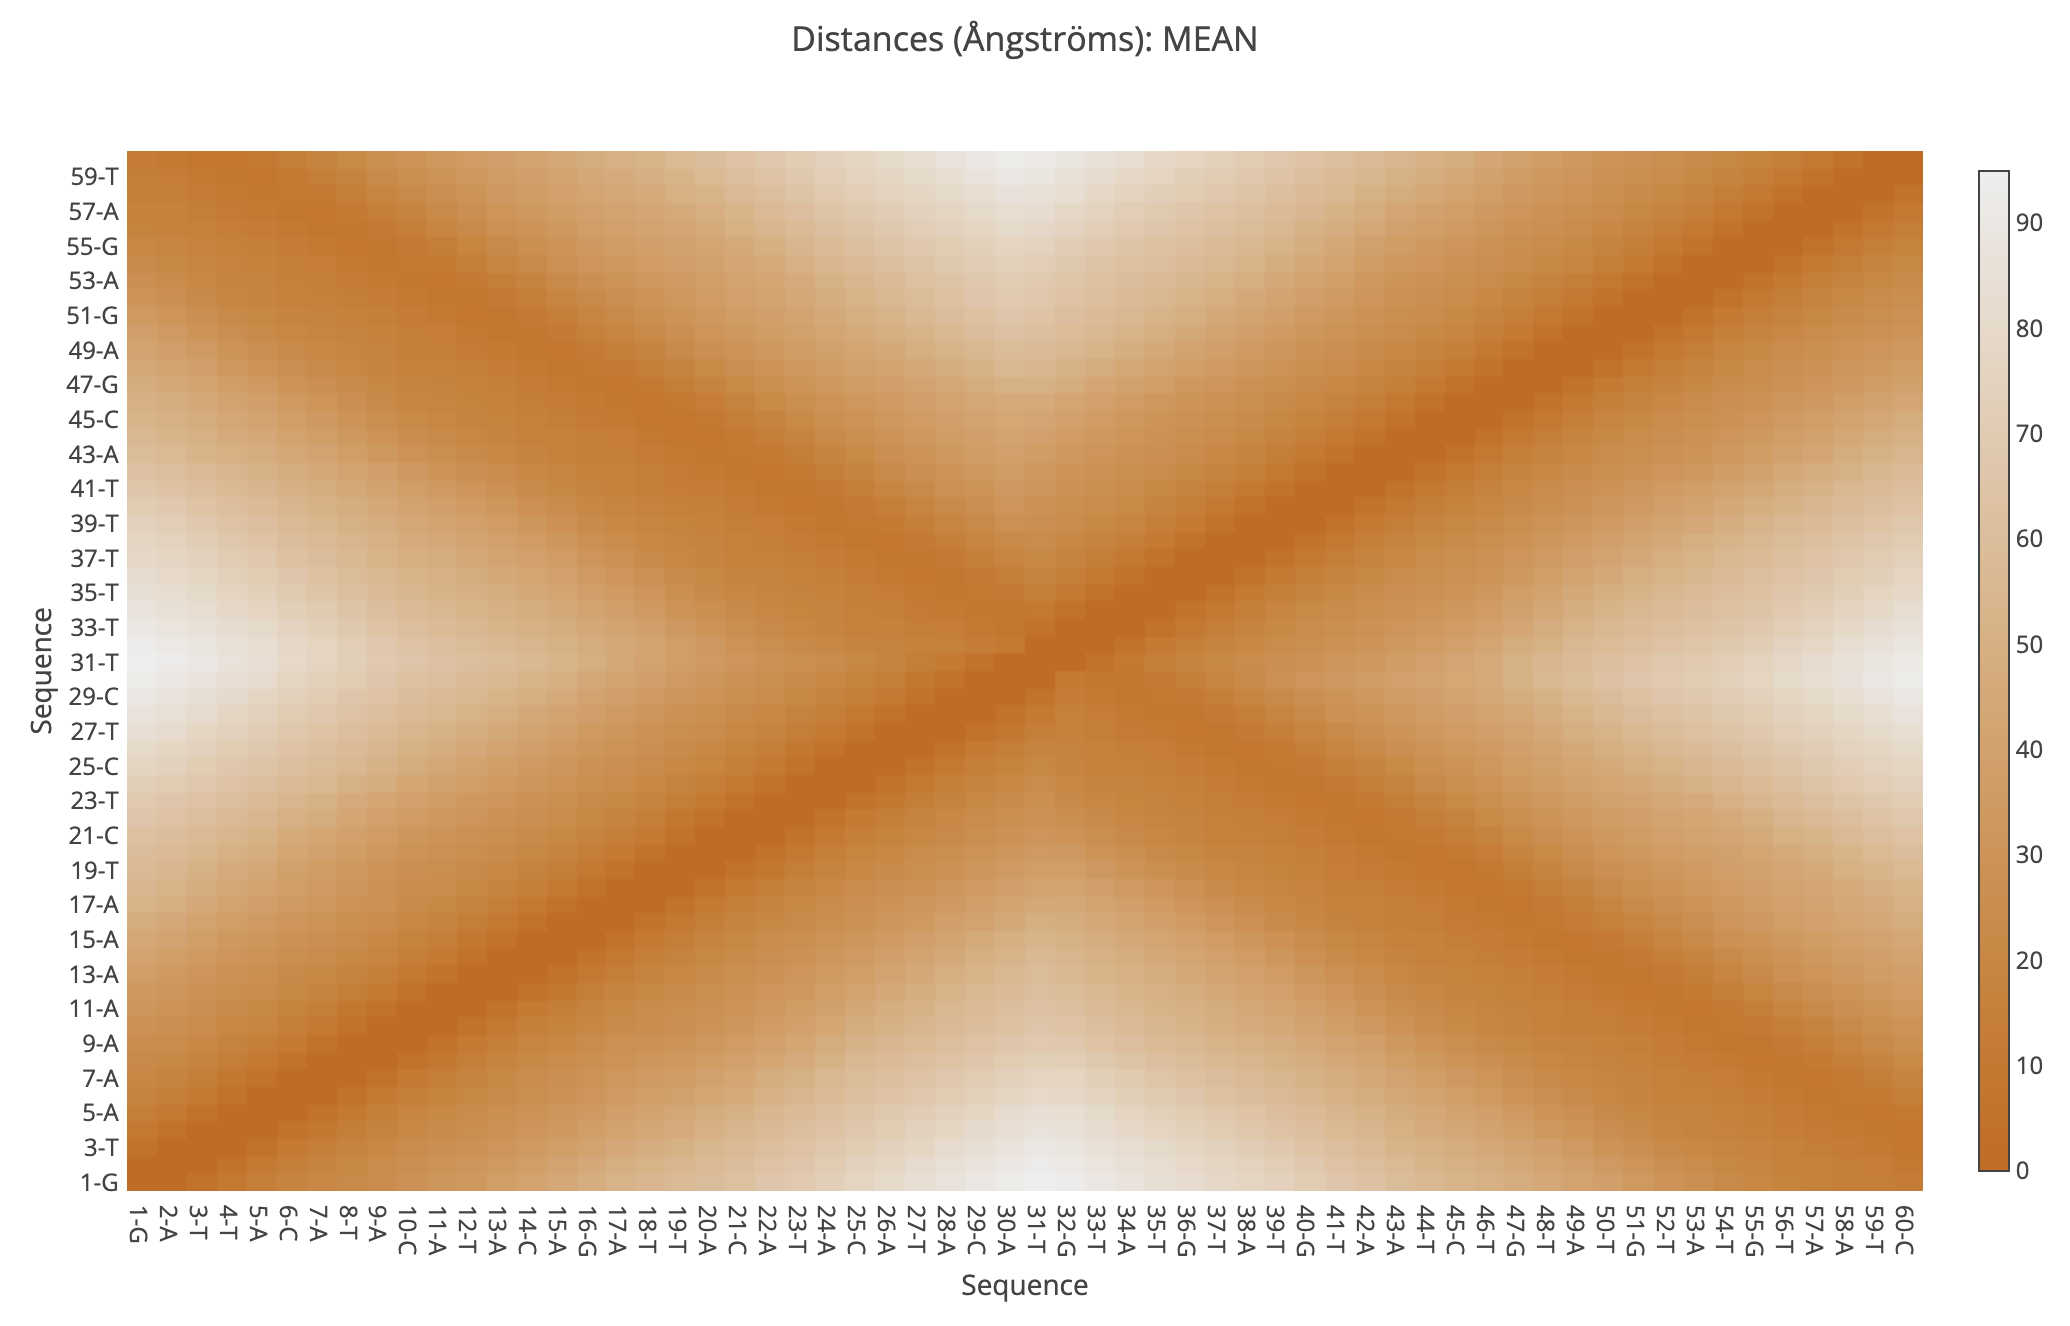 Distances (Ångströms): MEAN
59-T
57-A
55-G
53-A
51-G
49-A
47-G
45-C
43-A
41-T
39-T
37-T
35-T
33-T
31-T
29-C
27-T
25-C
23-T
21-C
19-T
17-A
15-A
13-A
11-A
9-A
7-A
5-A
3-T
1-G
Sequence
1-G 2-A 3-T 4-T 5-A 6-C 7-A 8-T 9-A 10-C 11-A 12-T 13-A 14-C 15-A 16-G 17-A 18-T 19-T 20-A 21-C 22-A 23-T 24-A 25-C 26-A 27-T 28-A 29-C 30-A 31-T 32-G 33-T 34-A 35-T 36-G 37-T 38-A 39-T 40-G 41-T 42-A 43-A 44-T 45-C 46-T 47-G 48-T 49-A 50-T 51-G 52-T 53-A 54-T 55-G 56-T 57-A 58-A 59-T 60-C
Sequence
90
80
70
60
50
40
30
20
10
0